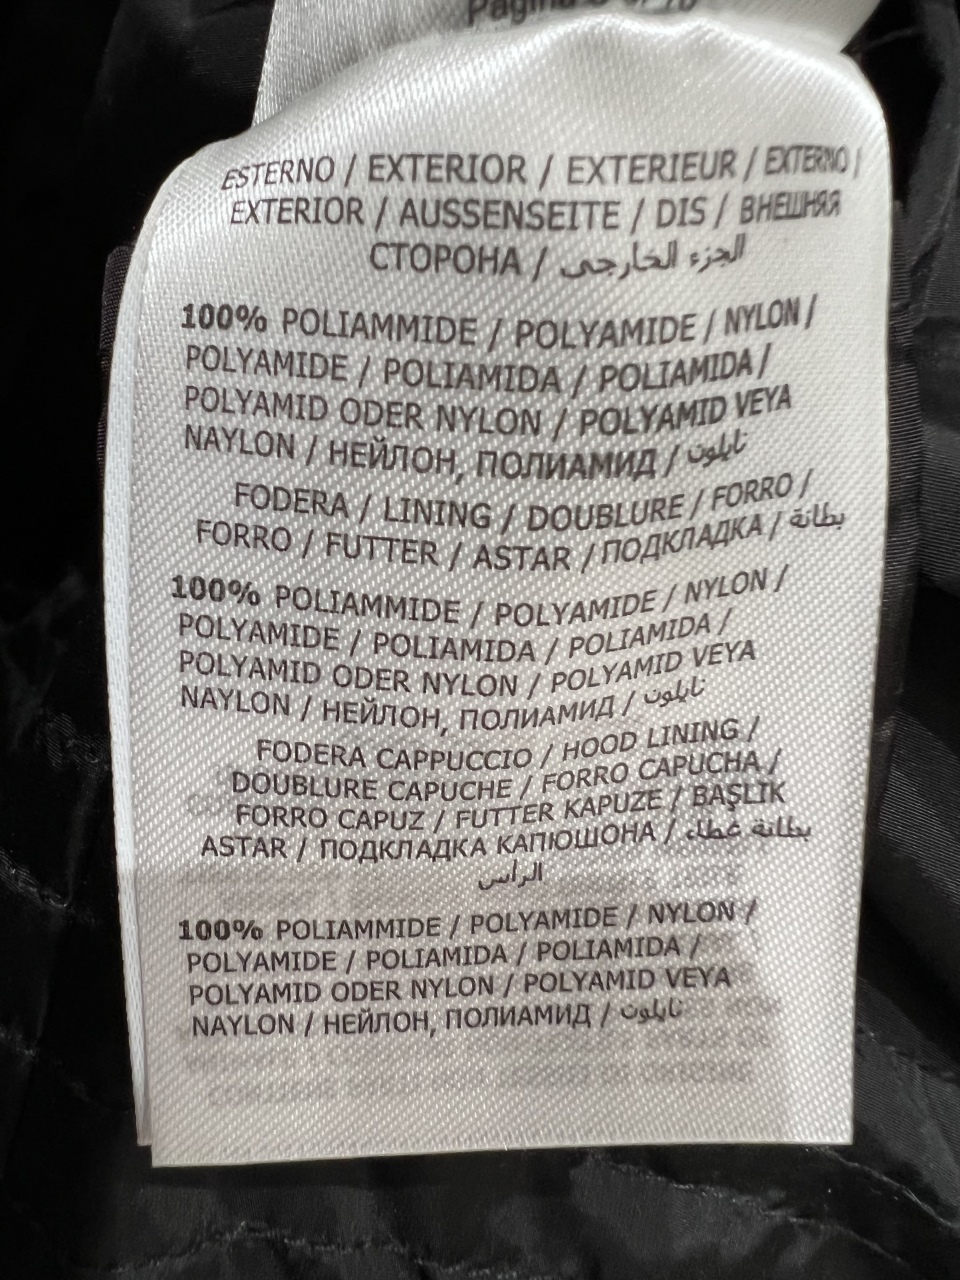 Pagina
ESTERNO / EXTERIOR / EXTERIEUR / EXTERNO /
EXTERIOR / AUSSENSEITE / DIS / ВНЕШНЯЯ
СТОРОНА / الجزء الخارجي
100% POLIAMMIDE / POLYAMIDE / NYLON /
POLYAMIDE / POLIAMIDA / POLIAMIDA /
POLYAMID ODER NYLON / POLYAMID VEYA
NAYLON / НЕЙЛОН, ПОЛИАМИД / نايلون
FODERA / LINING / DOUBLURE / FORRO /
FORRO / FUTTER / ASTAR / ПОДКЛАДКА / بطانة
100% POLIAMMIDE / POLYAMIDE / NYLON /
POLYAMIDE / POLIAMIDA / POLIAMIDA /
POLYAMID ODER NYLON / POLYAMID VEYA
NAYLON / НЕЙЛОН, ПОЛИАМИД / نايلون
FODERA CAPPUCCIO / HOOD LINING /
DOUBLURE CAPUCHE / FORRO CAPUCHA /
FORRO CAPUZ / FUTTER KAPUZE / BAŞLIK
ASTAR / ПОДКЛАДКА КАПЮШОНА / بطانة غطاء
الرأس
100% POLIAMMIDE / POLYAMIDE / NYLON /
POLYAMIDE / POLIAMIDA / POLIAMIDA /
POLYAMID ODER NYLON / POLYAMID VEYA
NAYLON / НЕЙЛОН, ПОЛИАМИД / نايلون